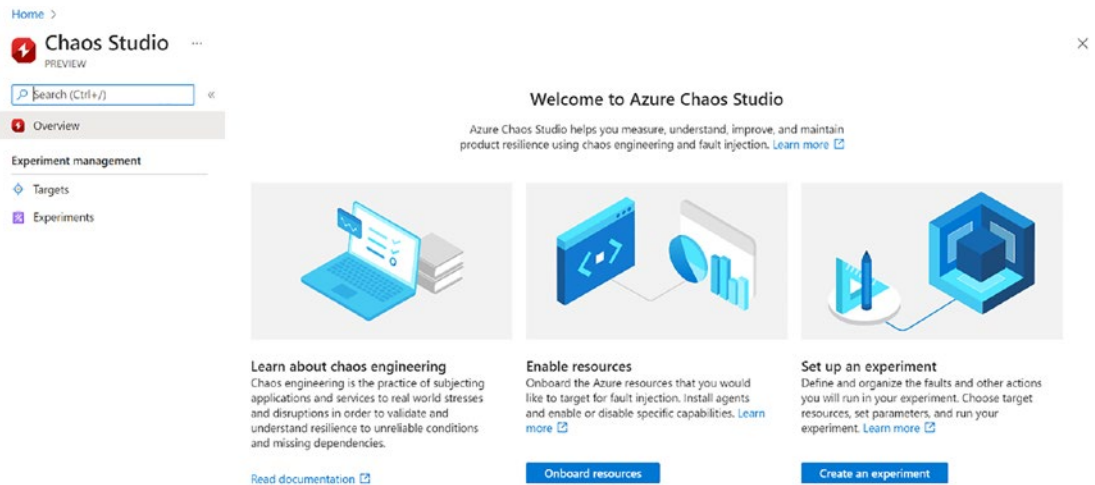 Home >
Chaos Studio ...
PREVIEW
Search (Ctrl+/)
«
Overview
Experiment management
Targets
Experiments
Welcome to Azure Chaos Studio
Azure Chaos Studio helps you measure, understand, improve, and maintain
product resilience using chaos engineering and fault injection. Learn more
Learn about chaos engineering
Chaos engineering is the practice of subjecting
applications and services to real world stresses
and disruptions in order to validate and
understand resilience to unreliable conditions
and missing dependencies.
Read documentation
Enable resources
Onboard the Azure resources that you would
like to target for fault injection. Install agents
and enable or disable specific capabilities. Learn
more
Onboard resources
Set up an experiment
Define and organize the faults and other actions
you will run in your experiment. Choose target
resources, set parameters, and run your
experiment. Learn more
Create an experiment